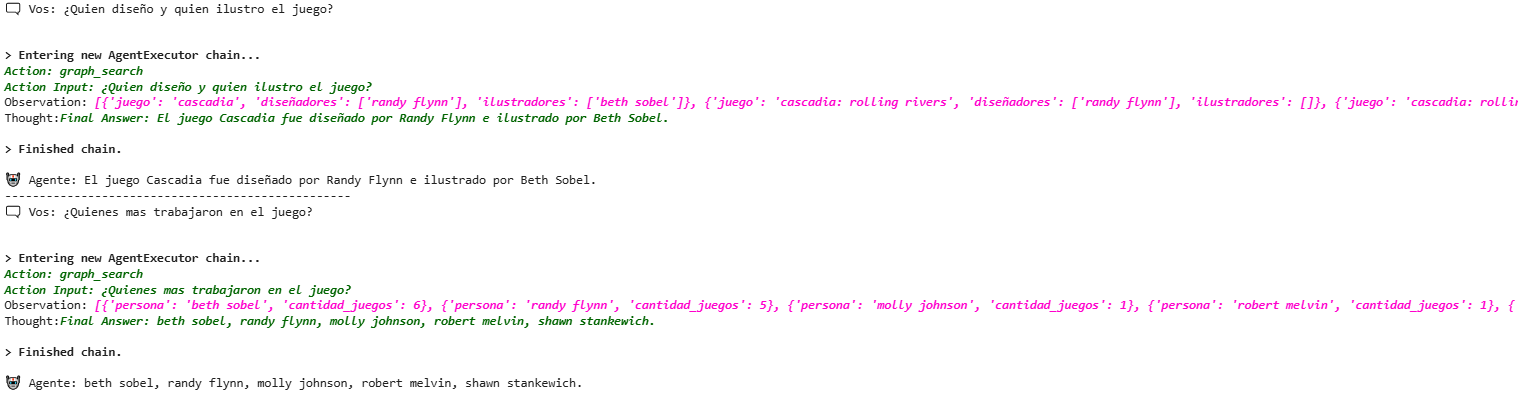 🗨 Vos: ¿Quien diseño y quien ilustro el juego?
> Entering new AgentExecutor chain...
Action: graph_search
Action Input: ¿Quien diseño y quien ilustro el juego?
Observation: [{'juego': 'cascadia', 'diseñadores': ['randy flynn'], 'ilustradores': ['beth sobel']}, {'juego': 'cascadia: rolling rivers', 'diseñadores': ['randy flynn'], 'ilustradores': []}, {'juego': 'cascadia:
Thought:Final Answer: El juego Cascadia fue diseñado por Randy Flynn e ilustrado por Beth Sobel.
> Finished chain.
Agente: El juego Cascadia fue diseñado por Randy Flynn e ilustrado por Beth Sobel.
--------------------------------------------------
🗨 Vos: ¿Quienes mas trabajaron en el juego?
> Entering new AgentExecutor chain...
Action: graph_search
Action Input: ¿Quienes mas trabajaron en el juego?
Observation: [{'persona': 'beth sobel', 'cantidad_juegos': 6}, {'persona': 'randy flynn', 'cantidad_juegos': 5}, {'persona': 'molly johnson', 'cantidad_juegos': 1}, {'persona': 'robert melvin', 'cantidad_juegos': 1}, {
Thought:Final Answer: beth sobel, randy flynn, molly johnson, robert melvin, shawn stankewich.
> Finished chain.
Agente: beth sobel, randy flynn, molly johnson, robert melvin, shawn stankewich.